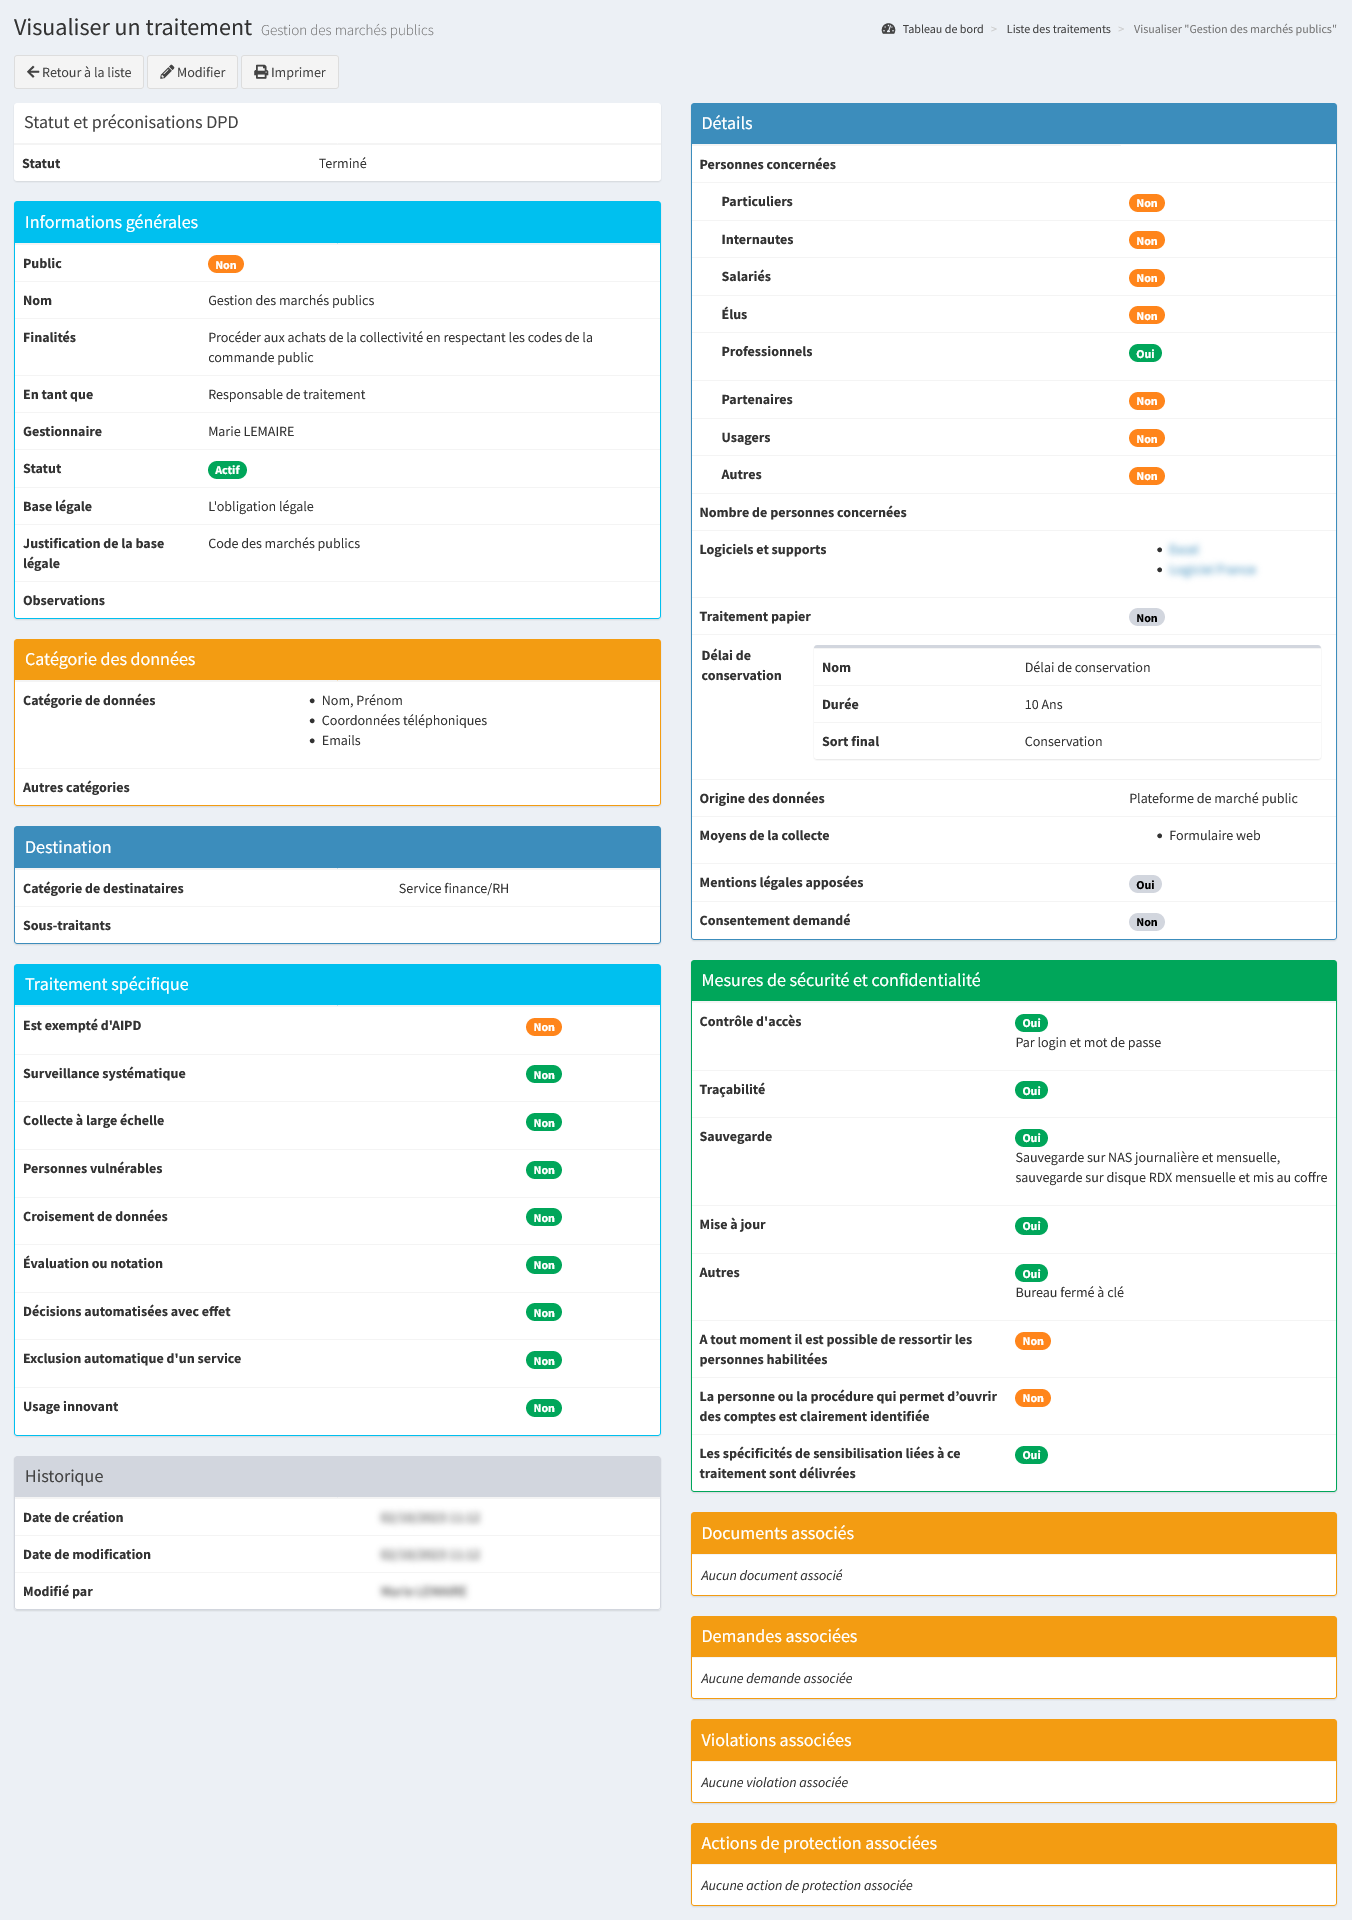 Visualiser un traitement Gestion des marchés publics
Tableau de bord > Liste des traitements > Visualiser "Gestion des marchés publics"
Retour à la liste
Modifier
Imprimer
Statut et préconisations DPD
Statut Terminé
Informations générales
Public Non
Nom Gestion des marchés publics
Finalités Procéder aux achats de la collectivité en respectant les codes de la
commande public
En tant que Responsable de traitement
Gestionnaire Marie LEMAIRE
Statut Actif
Base légale L'obligation légale
Justification de la base Code des marchés publics
légale
Observations
Catégorie des données
Catégorie de données • Nom, Prénom
• Coordonnées téléphoniques
• Emails
Autres catégories
Destination
Catégorie de destinataires Service finance/RH
Sous-traitants
Traitement spécifique
Est exempté d'AIPD Non
Surveillance systématique Non
Collecte à large échelle Non
Personnes vulnérables Non
Croisement de données Non
Évaluation ou notation Non
Décisions automatisées avec effet Non
Exclusion automatique d'un service Non
Usage innovant Non
Historique
Date de création
Date de modification
Modifié par
Détails
Personnes concernées
Particuliers Non
Internautes Non
Salariés Non
Élus Non
Professionnels Oui
Partenaires Non
Usagers Non
Autres Non
Nombre de personnes concernées
Logiciels et supports
Traitement papier Non
Délai de
conservation
Nom Délai de conservation
Durée 10 Ans
Sort final Conservation
Origine des données Plateforme de marché public
Moyens de la collecte • Formulaire web
Mentions légales apposées Oui
Consentement demandé Non
Mesures de sécurité et confidentialité
Contrôle d'accès Oui
Par login et mot de passe
Traçabilité Oui
Sauvegarde Oui
Sauvegarde sur NAS journalière et mensuelle,
sauvegarde sur disque RDX mensuelle et mis au coffre
Mise à jour Oui
Autres Oui
Bureau fermé à clé
A tout moment il est possible de ressortir les Non
personnes habilitées
La personne ou la procédure qui permet d’ouvrir Non
des comptes est clairement identifiée
Les spécificités de sensibilisation liées à ce Oui
traitement sont délivrées
Documents associés
Aucun document associé
Demandes associées
Aucune demande associée
Violations associées
Aucune violation associée
Actions de protection associées
Aucune action de protection associée